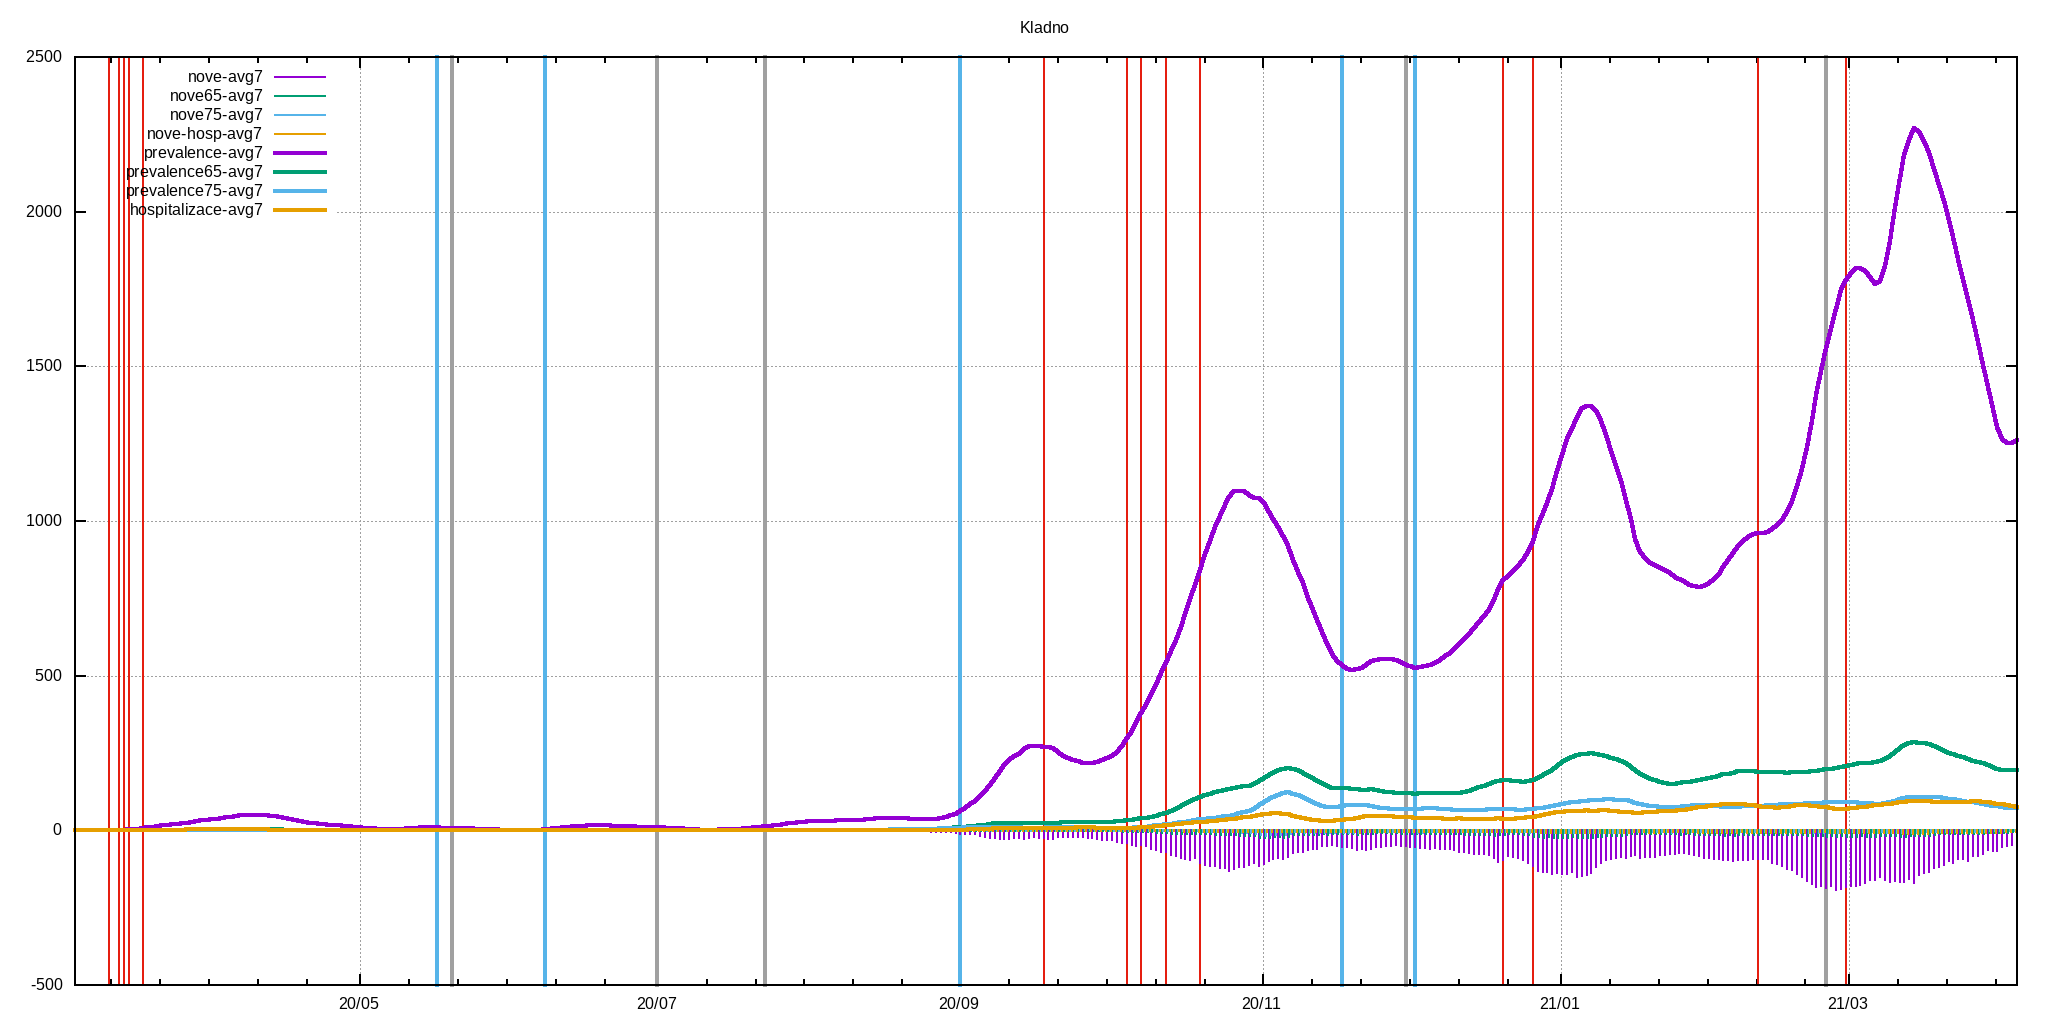 Kladno
2500
nove-avg7
nove65-avg7
nove75-avg7
nove-hosp-avg7
prevalence-avg7
prevalence65-avg7
prevalence75-avg7
hospitalizace-avg7
2000
1500
1000
500
0
-500
20/05 20/07 20/09 20/11 21/01 21/03